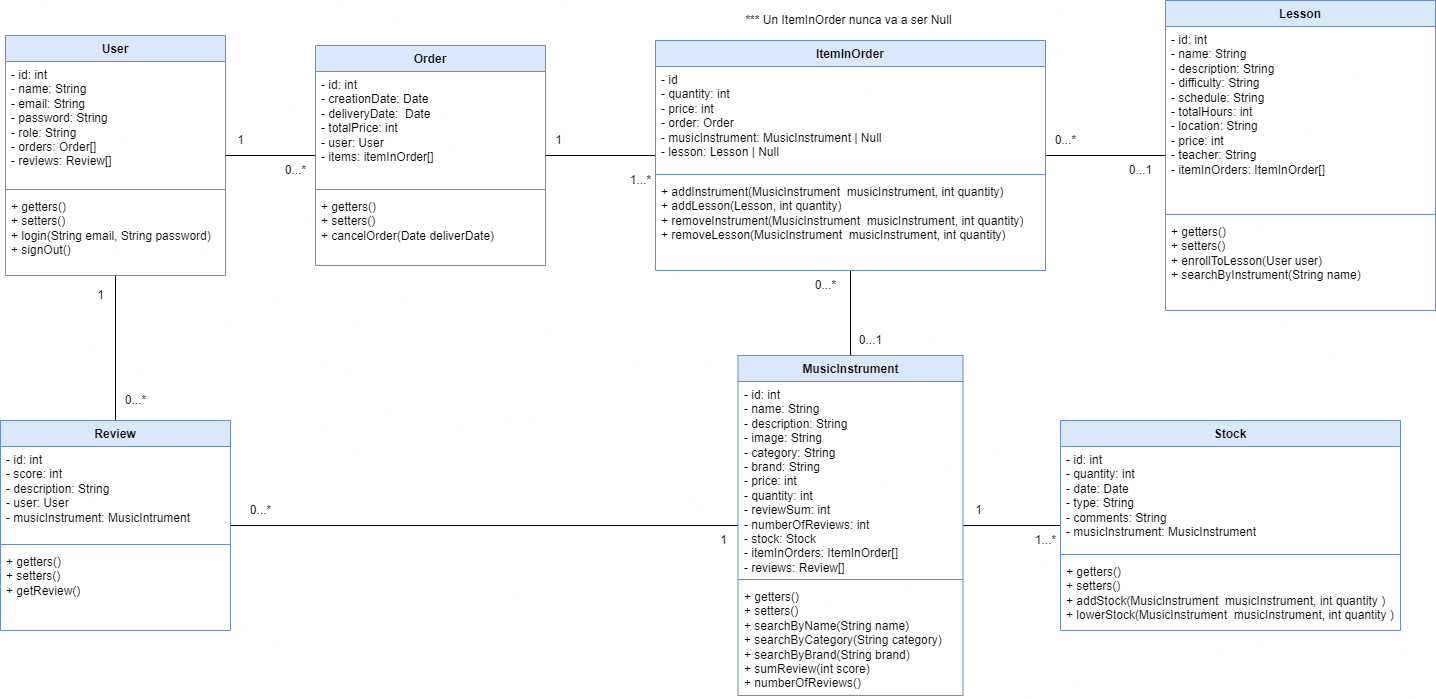 *** Un ItemInOrder nunca va a ser Null
User
- id: int
- name: String
- email: String
- password: String
- role: String
- orders: Order[]
- reviews: Review[]
+ getters()
+ setters()
+ login(String email, String password)
+ signOut()
1
0...*
Order
- id: int
- creationDate: Date
- deliveryDate:  Date
- totalPrice: int
- user: User
- items: itemInOrder[]
+ getters()
+ setters()
+ cancelOrder(Date deliverDate)
1
1...*
ItemInOrder
- id
- quantity: int
- price: int
- order: Order
- musicInstrument: MusicInstrument | Null
- lesson: Lesson | Null
+ addInstrument(MusicInstrument  musicInstrument, int quantity)
+ addLesson(Lesson, int quantity)
+ removeInstrument(MusicInstrument  musicInstrument, int quantity)
+ removeLesson(MusicInstrument  musicInstrument, int quantity)
0...*
0...1
Lesson
- id: int
- name: String
- description: String
- difficulty: String
- schedule: String
- totalHours: int
- location: String
- price: int
- teacher: String
- itemInOrders: ItemInOrder[]
+ getters()
+ setters()
+ enrollToLesson(User user)
+ searchByInstrument(String name)
1
0...*
0...*
0...1
Review
- id: int
- score: int
- description: String
- user: User
- musicInstrument: MusicIntrument
+ getters()
+ setters()
+ getReview()
0...*
1
MusicInstrument
- id: int
- name: String
- description: String
- image: String
- category: String
- brand: String
- price: int
- quantity: int
- reviewSum: int
- numberOfReviews: int
- stock: Stock
- itemInOrders: ItemInOrder[]
- reviews: Review[]
+ getters()
+ setters()
+ searchByName(String name)
+ searchByCategory(String category)
+ searchByBrand(String brand)
+ sumReview(int score)
+ numberOfReviews()
1
1...*
Stock
- id: int
- quantity: int
- date: Date
- type: String
- comments: String
- musicInstrument: MusicInstrument
+ getters()
+ setters()
+ addStock(MusicInstrument  musicInstrument, int quantity )
+ lowerStock(MusicInstrument  musicInstrument, int quantity )